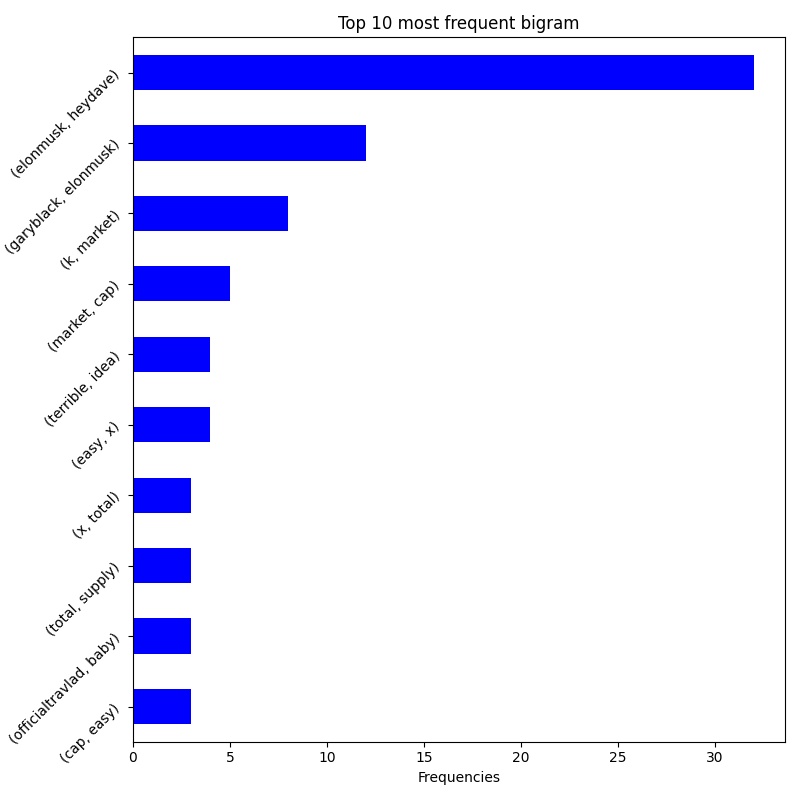 Top 10 most frequent bigram
(elonmusk, heydave)
(garyblack, elonmusk)
(k, market)
(market, cap)
(terrible, idea)
(easy, x)
(x, total)
(total, supply)
(officialtravlad, baby)
(cap, easy)
0 5 10 15 20 25 30
Frequencies